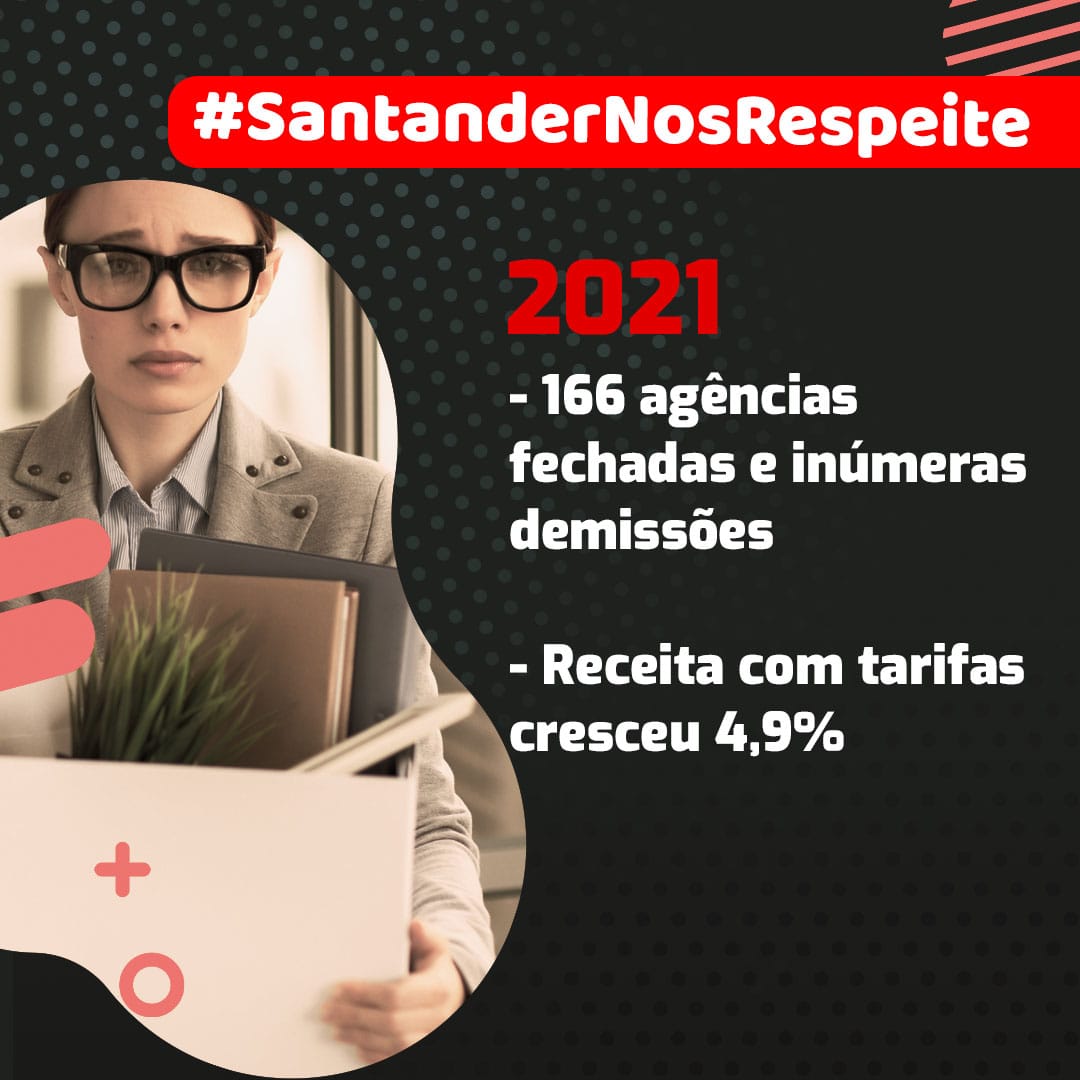 #SantanderNosRespeite
2021
- 166 agências
fechadas e inúmeras
demissões
- Receita com tarifas
cresceu 4,9%